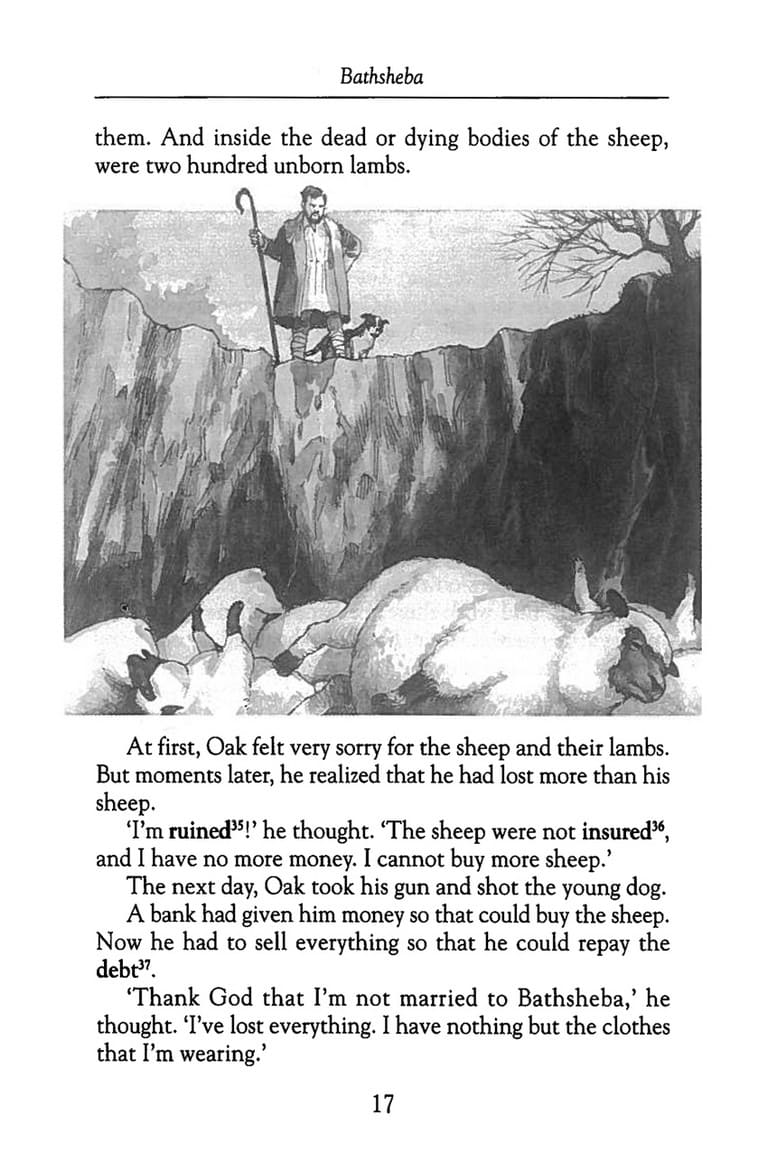 Bathsheba
them. And inside the dead or dying bodies of the sheep,
were two hundred unborn lambs.
At first, Oak felt very sorry for the sheep and their lambs.
But moments later, he realized that he had lost more than his
sheep.
‘I’m ruined³⁵!’ he thought. ‘The sheep were not insured³⁶,
and I have no more money. I cannot buy more sheep.’
The next day, Oak took his gun and shot the young dog.
A bank had given him money so that could buy the sheep.
Now he had to sell everything so that he could repay the
debt³⁷.
‘Thank God that I’m not married to Bathsheba,’ he
thought. ‘I’ve lost everything. I have nothing but the clothes
that I’m wearing.’
17